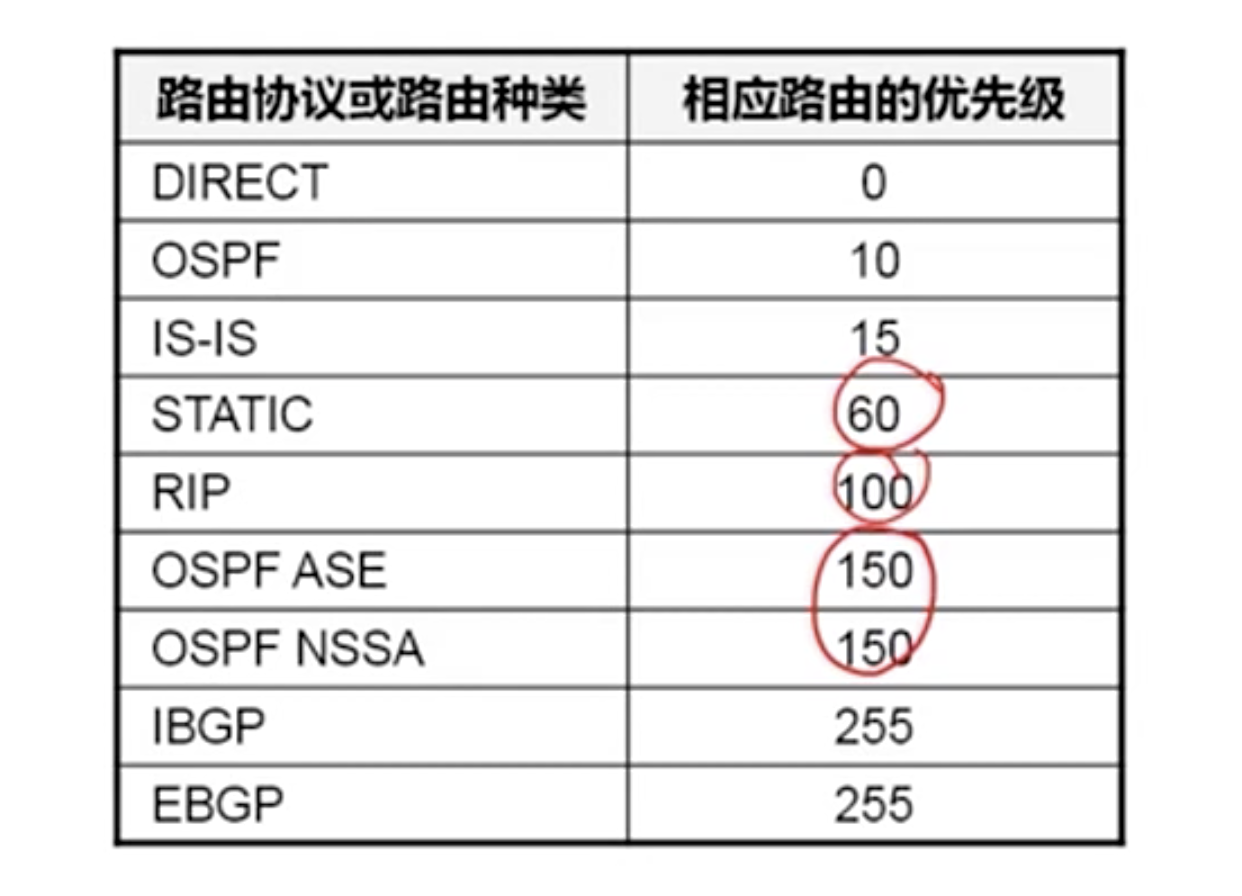 路由协议或路由种类 相应路由的优先级
DIRECT 0
OSPF 10
IS-IS 15
STATIC 60
RIP 100
OSPF ASE 150
OSPF NSSA 150
IBGP 255
EBGP 255